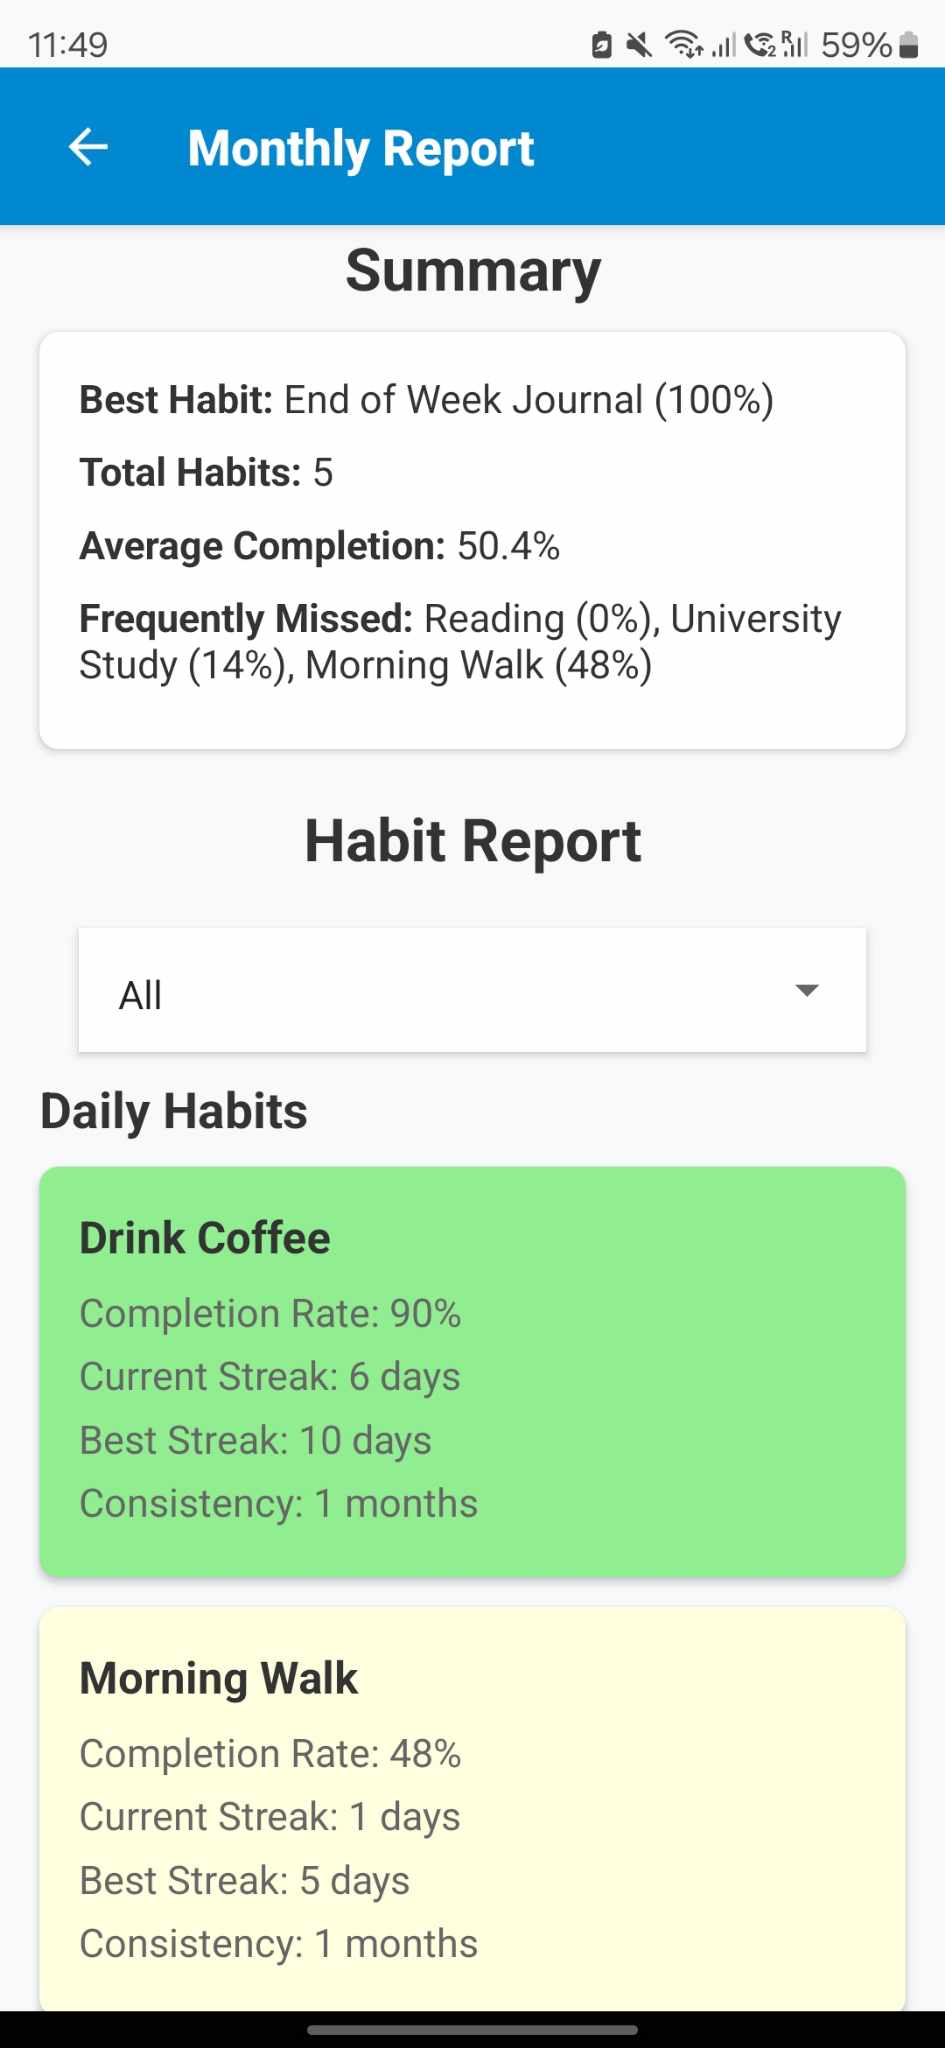 11:49
R
2
59%
Monthly Report
Summary
Best Habit: End of Week Journal (100%)
Total Habits: 5
Average Completion: 50.4%
Frequently Missed: Reading (0%), University
Study (14%), Morning Walk (48%)
Habit Report
All
Daily Habits
Drink Coffee
Completion Rate: 90%
Current Streak: 6 days
Best Streak: 10 days
Consistency: 1 months
Morning Walk
Completion Rate: 48%
Current Streak: 1 days
Best Streak: 5 days
Consistency: 1 months